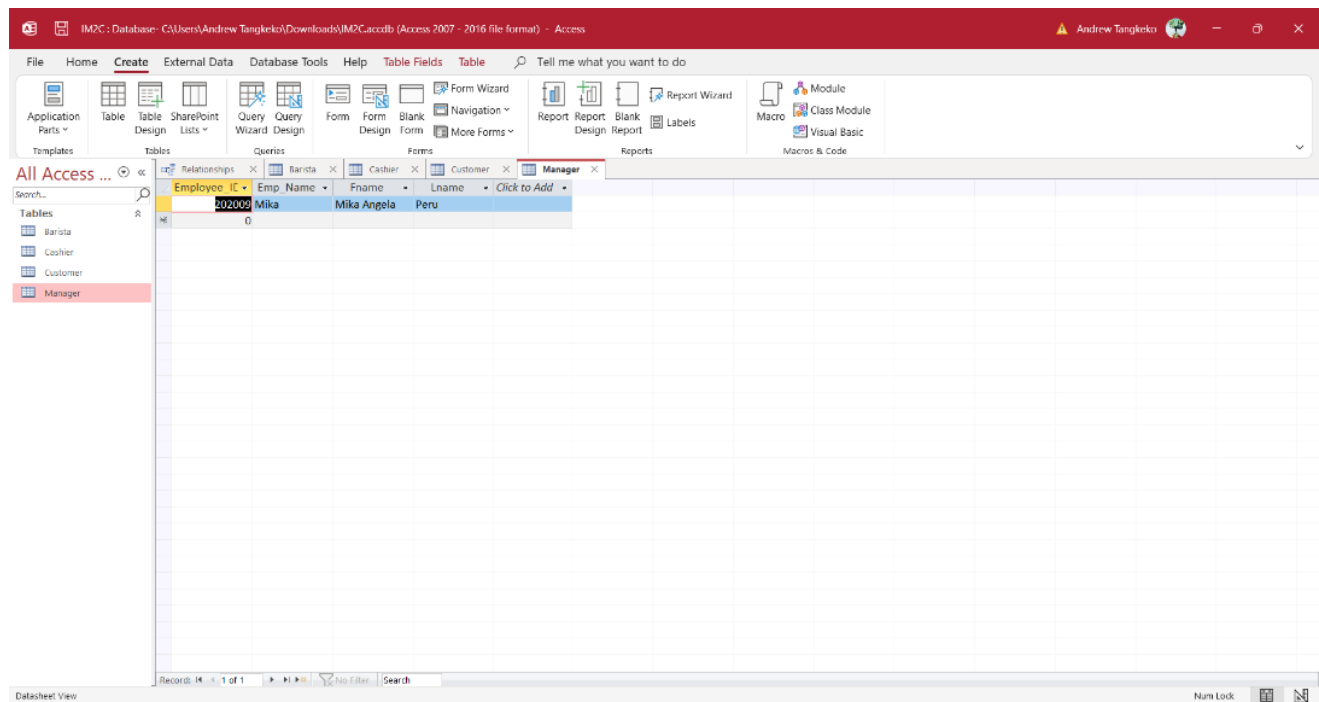 IM2C : Database- C:\Users\Andrew Tangkeko\Downloads\IM2C.accdb (Access 2007 - 2016 file format) - Access
Andrew Tangkeko
File Home Create External Data Database Tools Help Table Fields Table Tell me what you want to do
Application Parts
Table
Table Design
SharePoint Lists
Query Wizard
Query Design
Form
Form Design
Blank Form
Form Wizard
Navigation
More Forms
Report
Report Design
Blank Report
Report Wizard
Labels
Macro
Module
Class Module
Visual Basic
Templates Tables Queries Forms Reports Macros & Code
All Access ...
Search...
Tables
Barista
Cashier
Customer
Manager
Relationships Barista Cashier Customer Manager
Employee_ID Emp_Name Fname Lname Click to Add
202009 Mika Mika Angela Peru
0
Record: 1 of 1 No Filter Search
Datasheet View
Num Lock